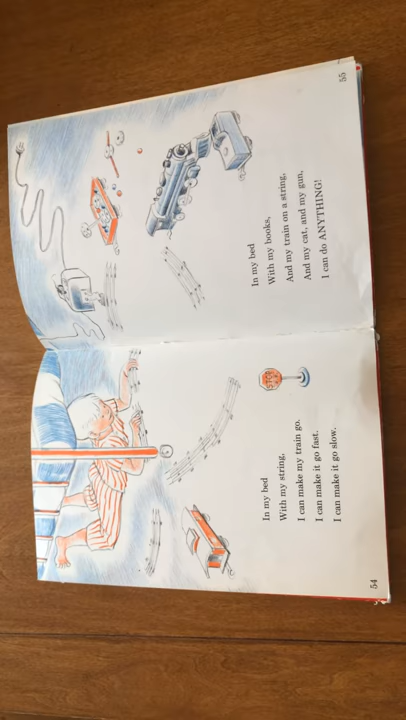 In my bed
With my string,
I can make my train go.
I can make it go fast.
I can make it go slow.
STOP
54
In my bed
With my books,
And my train on a string,
And my cat, and my gun,
I can do ANYTHING!
55